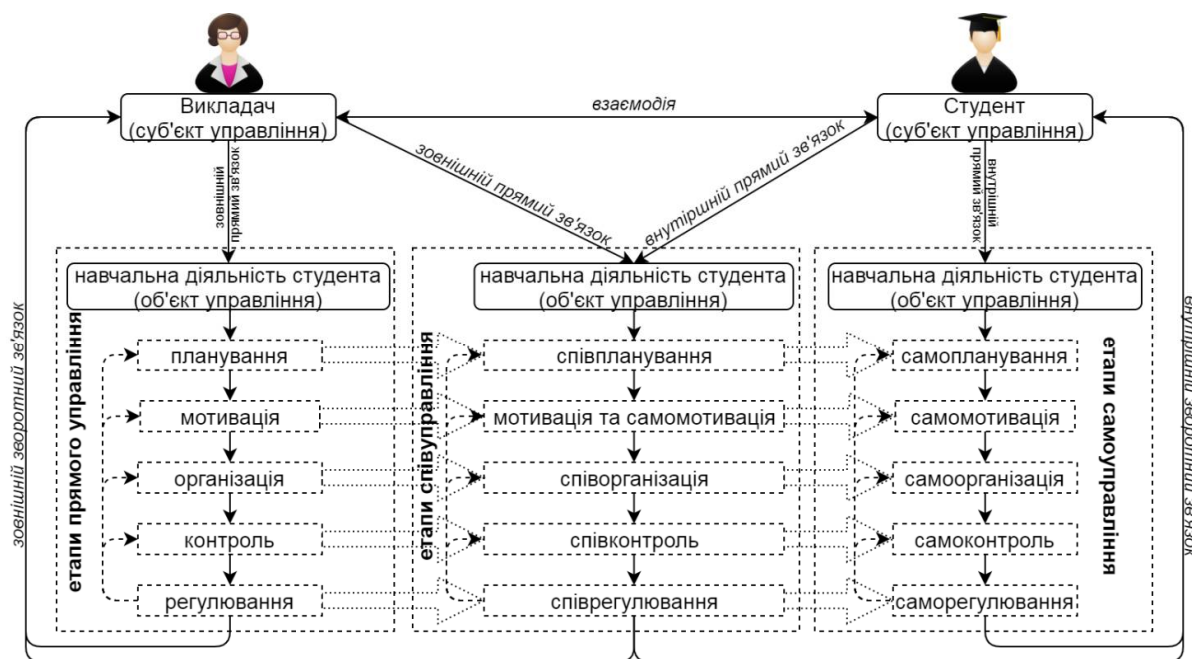 Викладач
(суб'єкт управління)
взаємодія
Студент
(суб'єкт управління)
зовнішній
прямий зв'язок
зовнішній прямий зв'язок
внутіршній прямий зв'язок
внутрішній
прямий зв'язок
навчальна діяльність студента
(об'єкт управління)
навчальна діяльність студента
(об'єкт управління)
навчальна діяльність студента
(об'єкт управління)
зовнішній зворотний зв'язок
етапи прямого управління
планування
мотивація
організація
контроль
регулювання
етапи співуправління
співпланування
мотивація та самомотивація
співорганізація
співконтроль
співрегулювання
самопланування
самомотивація
самоорганізація
самоконтроль
саморегулювання
етапи самоуправління
внутрішній зворотній зв'язок